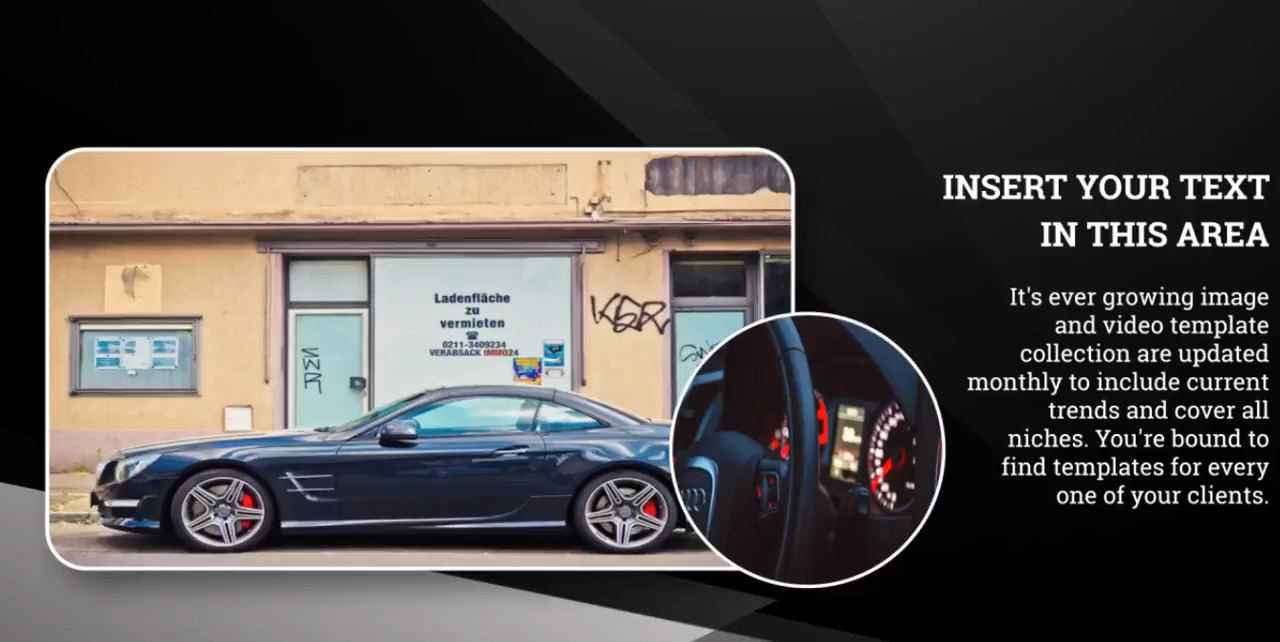 INSERT YOUR TEXT
IN THIS AREA
It's ever growing image
and video template
collection are updated
monthly to include current
trends and cover all
niches. You're bound to
find templates for every
one of your clients.
Ladenfläche
zu
vermieten
0211-3409234
VERABSACK IMMO24